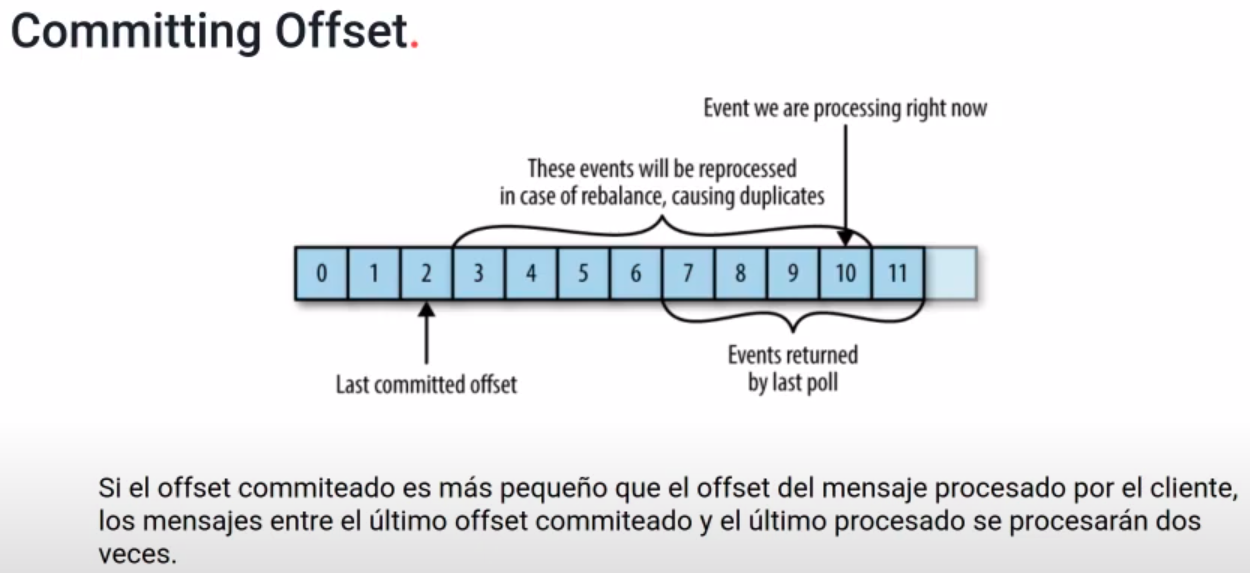 Committing Offset.
Event we are processing right now
These events will be reprocessed
in case of rebalance, causing duplicates
0 1 2 3 4 5 6 7 8 9 10 11
Last committed offset
Events returned
by last poll
Si el offset commiteado es más pequeño que el offset del mensaje procesado por el cliente,
los mensajes entre el último offset commiteado y el último procesado se procesarán dos
veces.